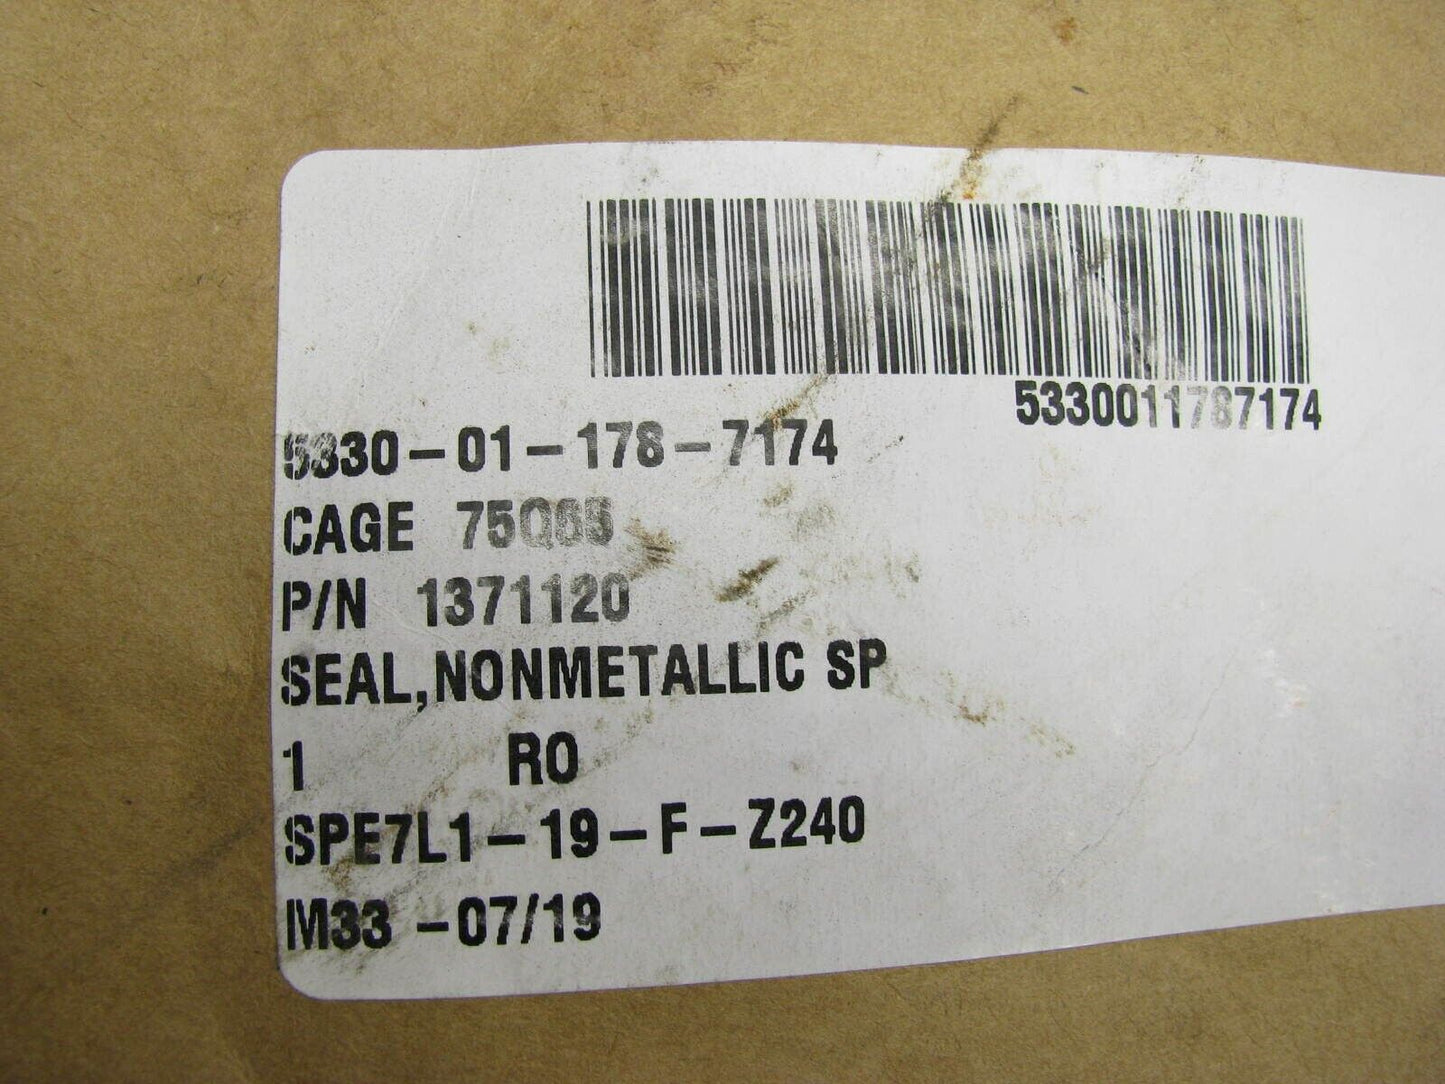 5330011787174
5330-01-178-7174
CAGE 75Q65
P/N 1371120
SEAL,NONMETALLIC SP
1 RO
SPE7L1-19-F-Z240
M33 -07/19